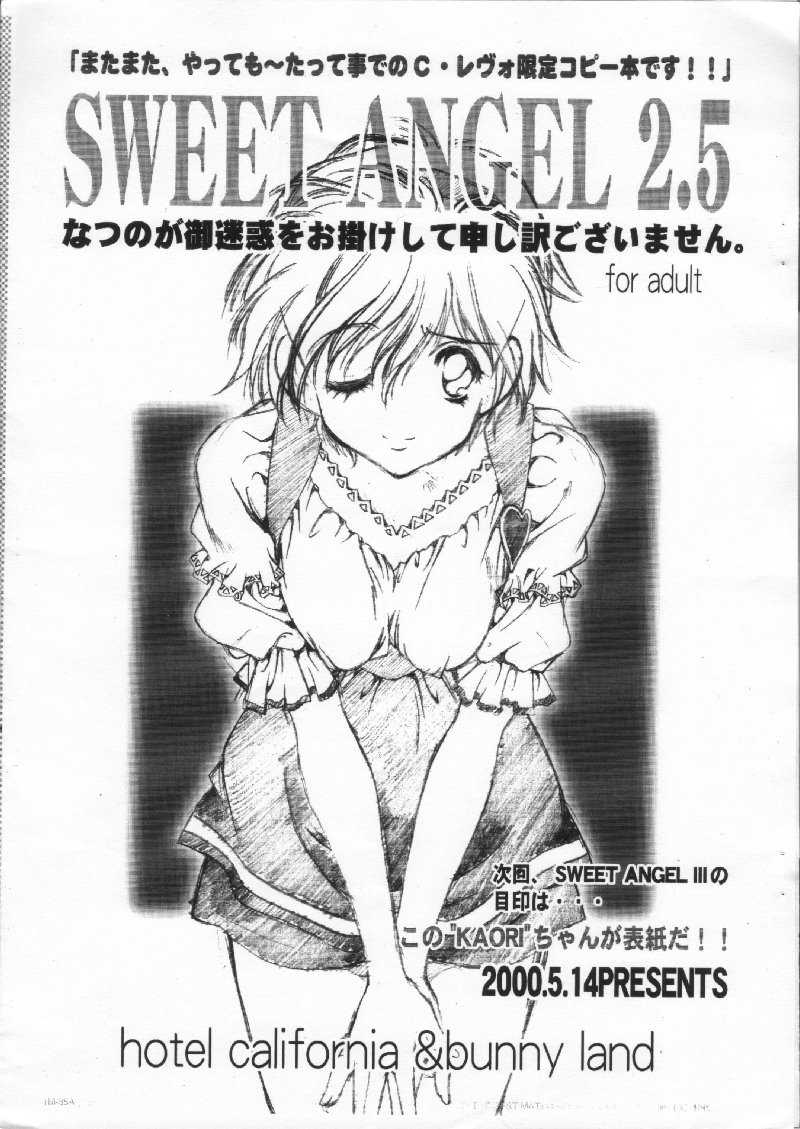 「またまた、やっても〜たって事でのC・レヴォ限定コピー本です！！」
SWEET ANGEL 2.5
なつのが御迷惑をお掛けして申し訳ございません。
for adult
次回、SWEET ANGEL IIIの
目印は・・・
この"KAORI"ちゃんが表紙だ！！
2000.5.14PRESENTS
hotel california &bunny land